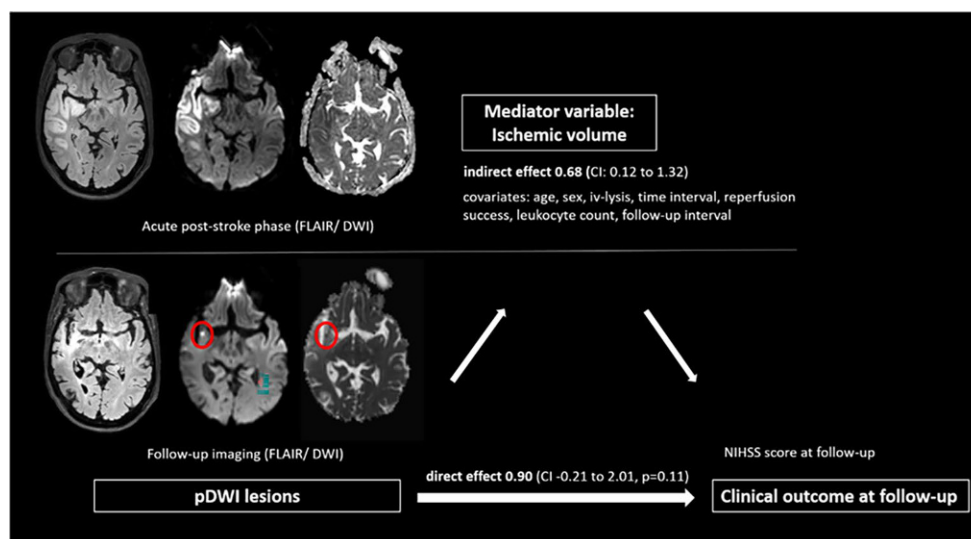 Mediator variable:
Ischemic volume
indirect effect 0.68 (CI: 0.12 to 1.32)
covariates: age, sex, iv-lysis, time interval, reperfusion
success, leukocyte count, follow-up interval
Acute post-stroke phase (FLAIR/ DWI)
Follow-up imaging (FLAIR/ DWI)
NIHSS score at follow-up
direct effect 0.90 (CI -0.21 to 2.01, p=0.11)
pDWI lesions
Clinical outcome at follow-up